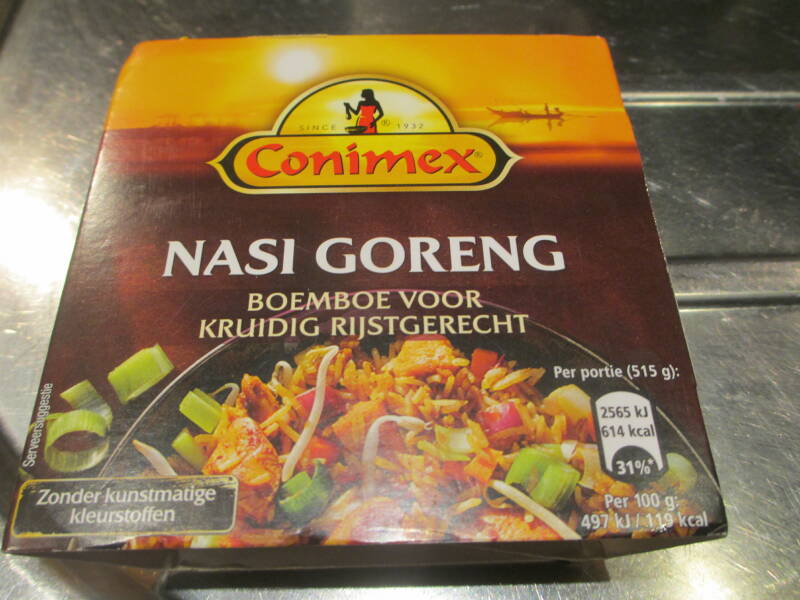 SINCE ® 1932
Conimex®
NASI GORENG
BOEMBOE VOOR
KRUIDIG RIJSTGERECHT
Per portie (515 g):
2565 kJ
614 kcal
31%*
Per 100 g:
497 kJ / 119 kcal
Serveersuggestie
Zonder kunstmatige
kleurstoffen